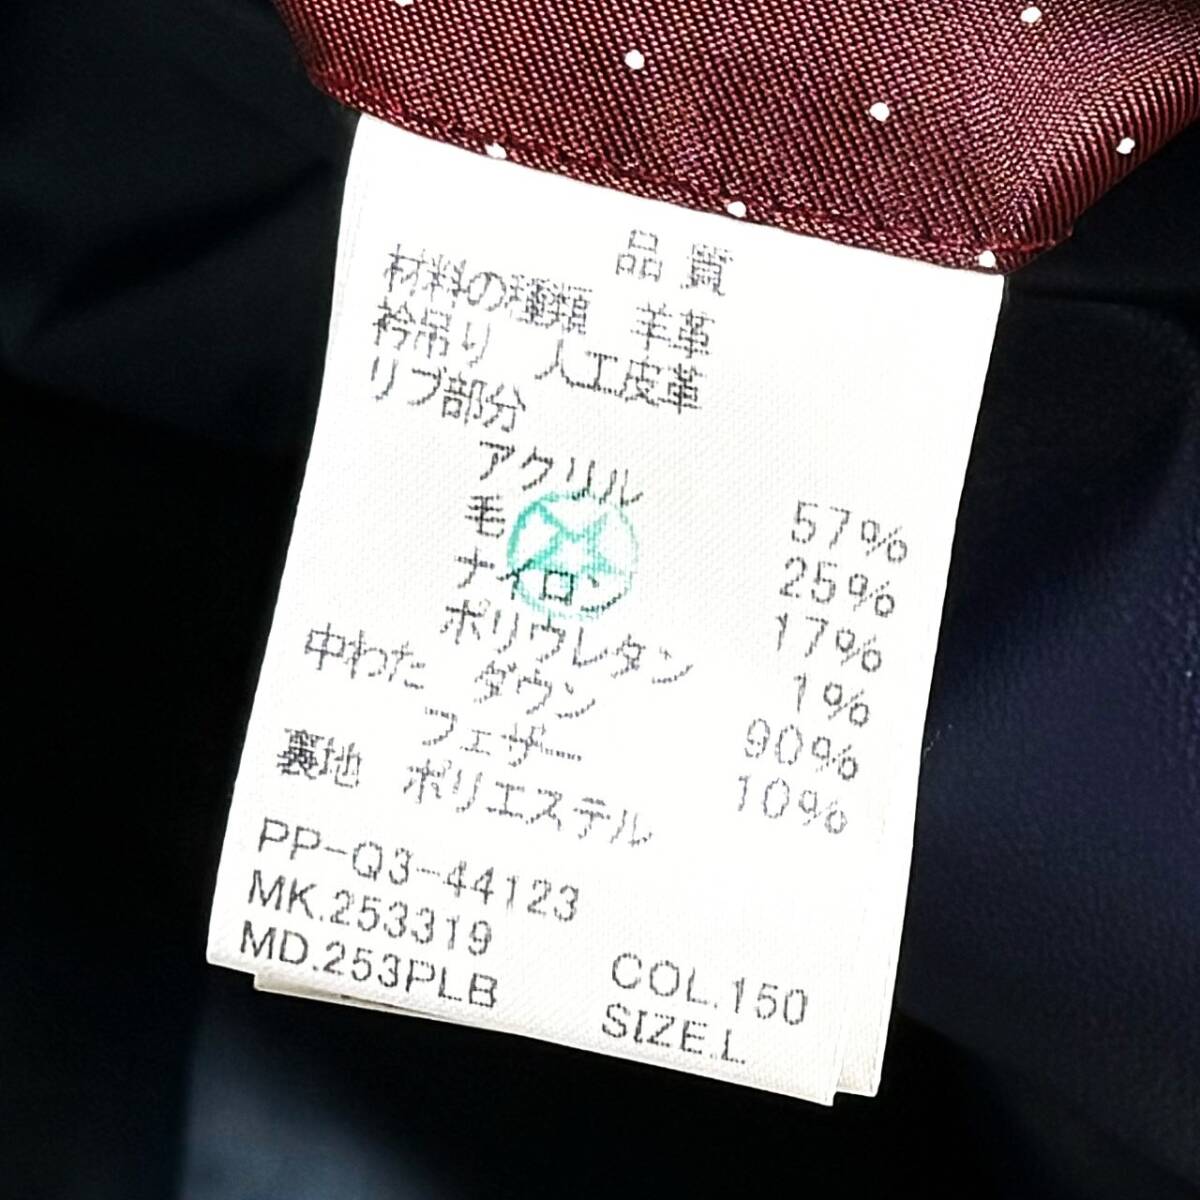 品質
材料の種類 羊革
衿吊り 人工皮革
リブ部分
アクリル 57%
毛 25%
ナイロン 17%
ポリウレタン 1%
中わた ダウン 90%
フェザー 10%
裏地 ポリエステル
PP-Q3-44123
MK.253319
MD.253PLB COL.150
SIZE.L